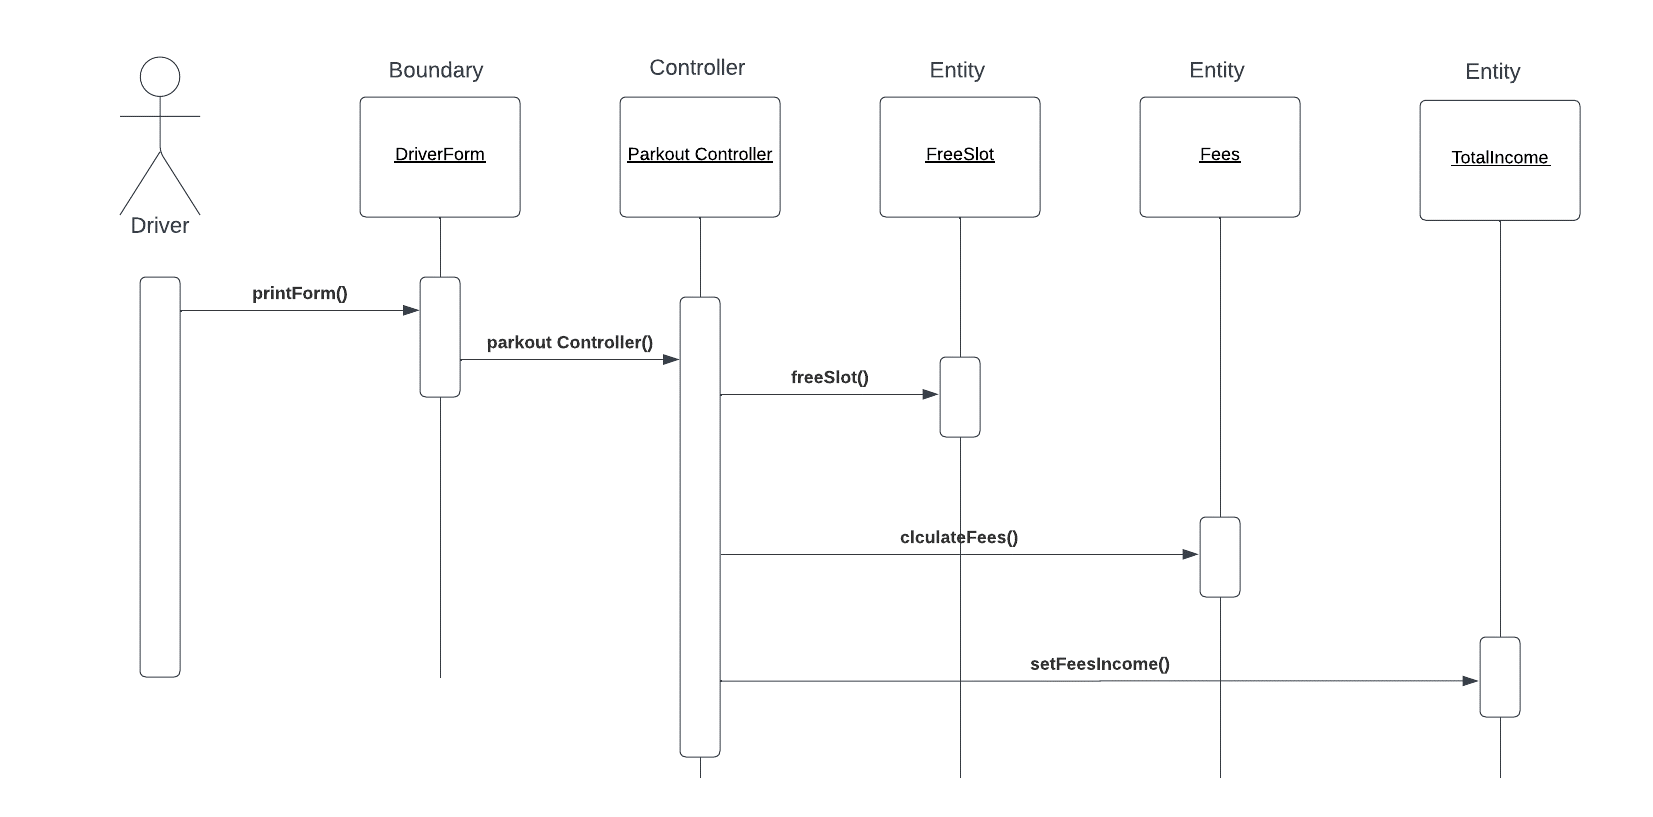 Boundary
Controller
Entity
Entity
Entity
DriverForm
Parkout Controller
FreeSlot
Fees
TotalIncome
Driver
printForm()
parkout Controller()
freeSlot()
clculateFees()
setFeesIncome()